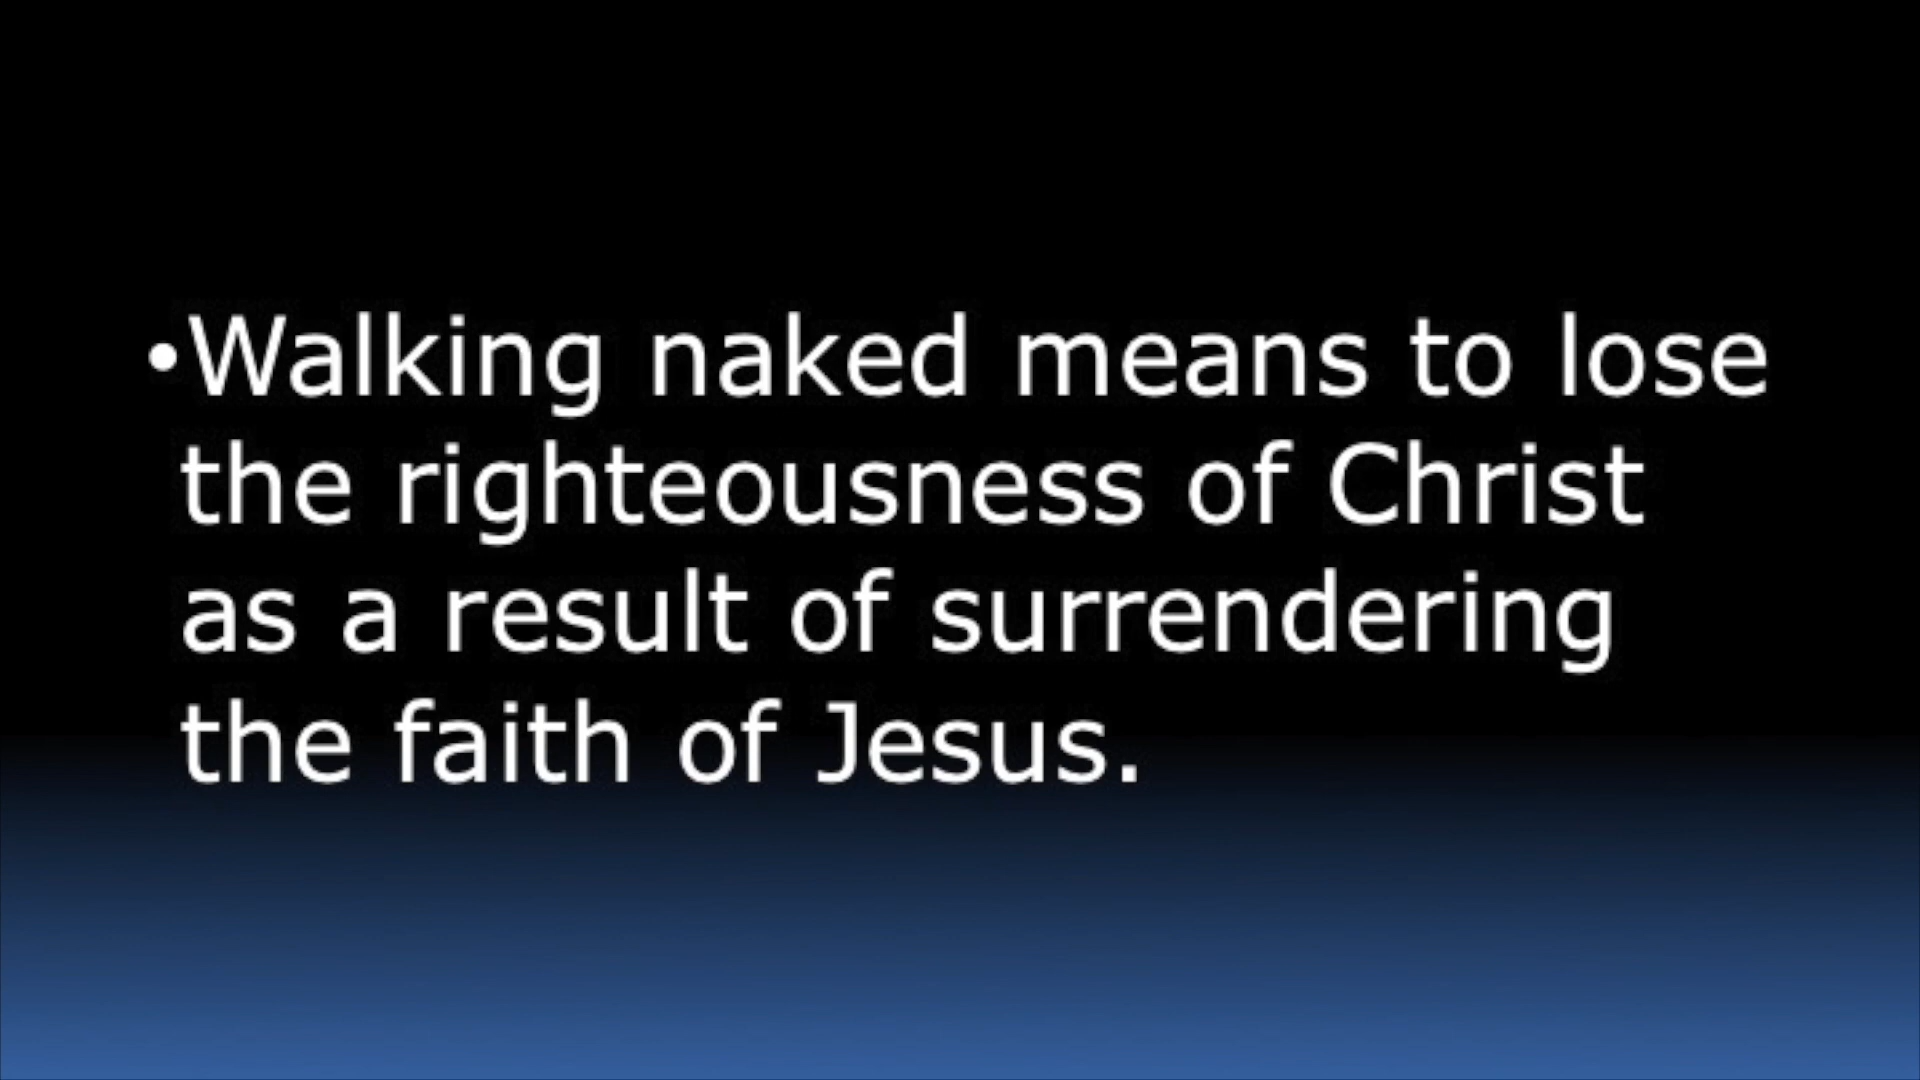 •Walking naked means to lose
the righteousness of Christ
as a result of surrendering
the faith of Jesus.